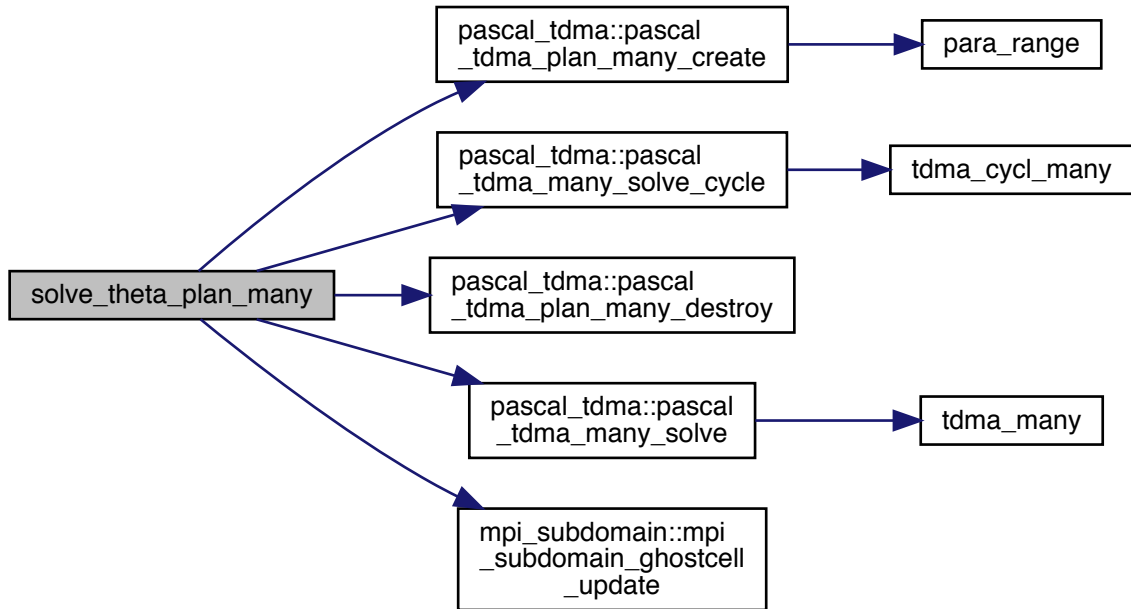 pascal_tdma::pascal
_tdma_plan_many_create
para_range
pascal_tdma::pascal
_tdma_many_solve_cycle
tdma_cycl_many
solve_theta_plan_many
pascal_tdma::pascal
_tdma_plan_many_destroy
pascal_tdma::pascal
_tdma_many_solve
tdma_many
mpi_subdomain::mpi
_subdomain_ghostcell
_update